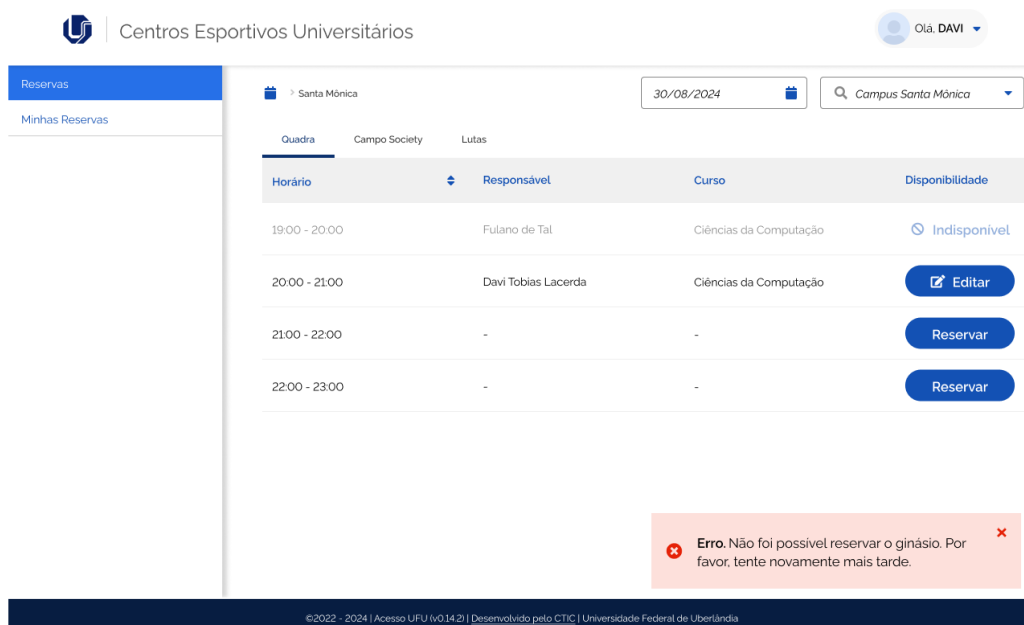 Centros Esportivos Universitários
Olá, DAVI
Reservas
Minhas Reservas
Santa Mônica
30/08/2024
Campus Santa Mônica
Quadra Campo Society Lutas
Horário Responsável Curso Disponibilidade
19:00 - 20:00 Fulano de Tal Ciências da Computação Indisponível
20:00 - 21:00 Davi Tobias Lacerda Ciências da Computação Editar
21:00 - 22:00 - - Reservar
22:00 - 23:00 - - Reservar
Erro. Não foi possível reservar o ginásio. Por
favor, tente novamente mais tarde.
©2022 - 2024 | Acesso UFU (v0.14.2) | Desenvolvido pelo CTIC | Universidade Federal de Uberlândia